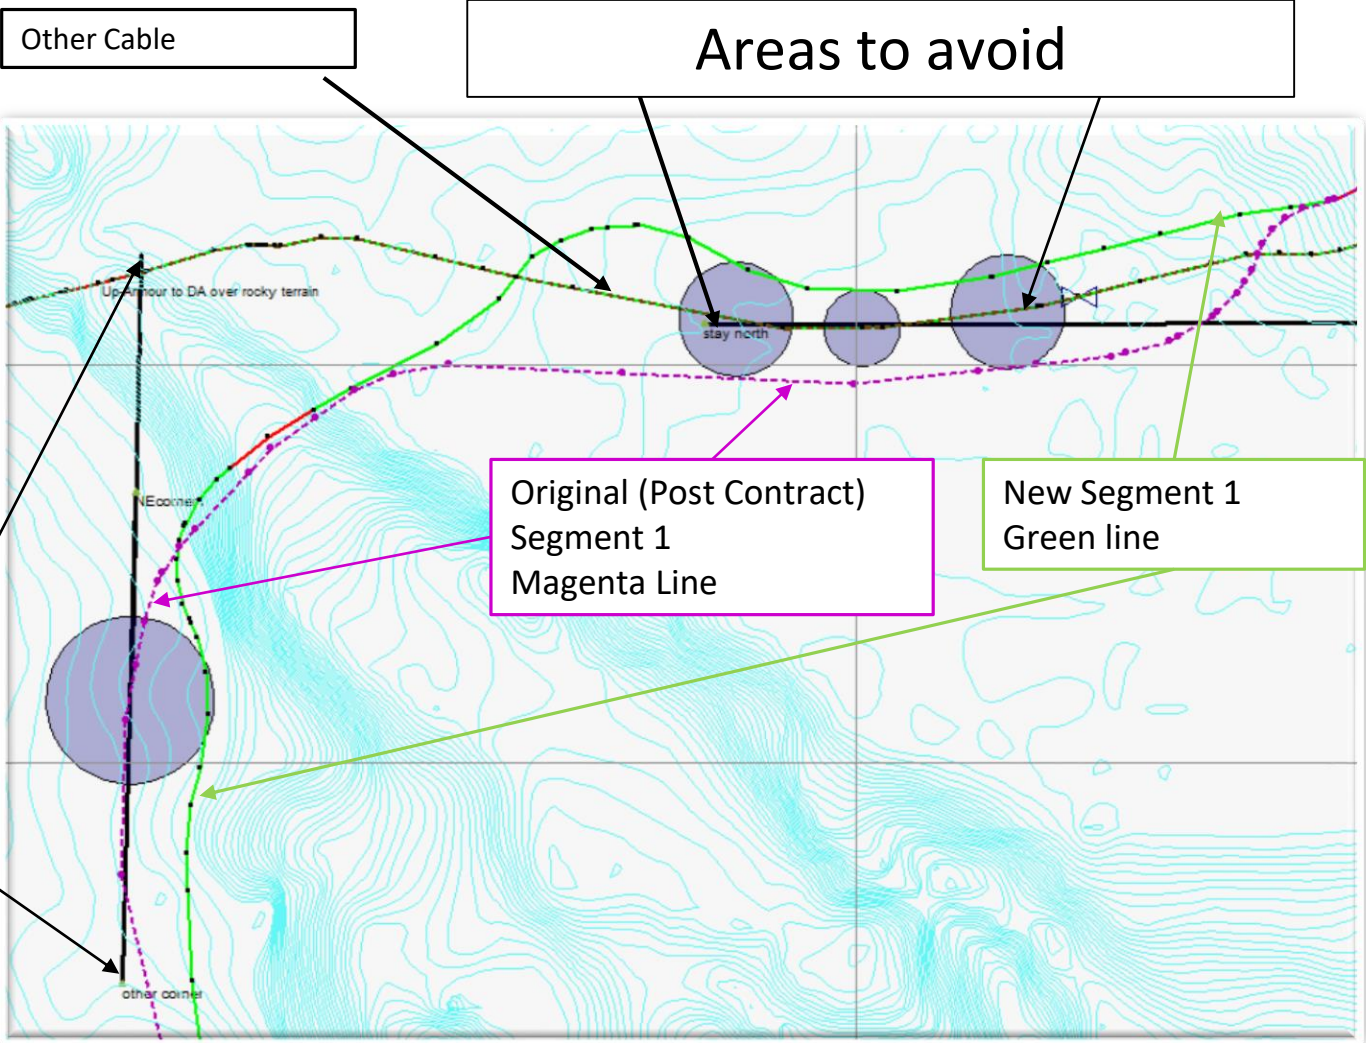 Other Cable
Areas to avoid
Up-Armour to DA over rocky terrain
stay north
NEcorner
Original (Post Contract)
Segment 1
Magenta Line
New Segment 1
Green line
other corner